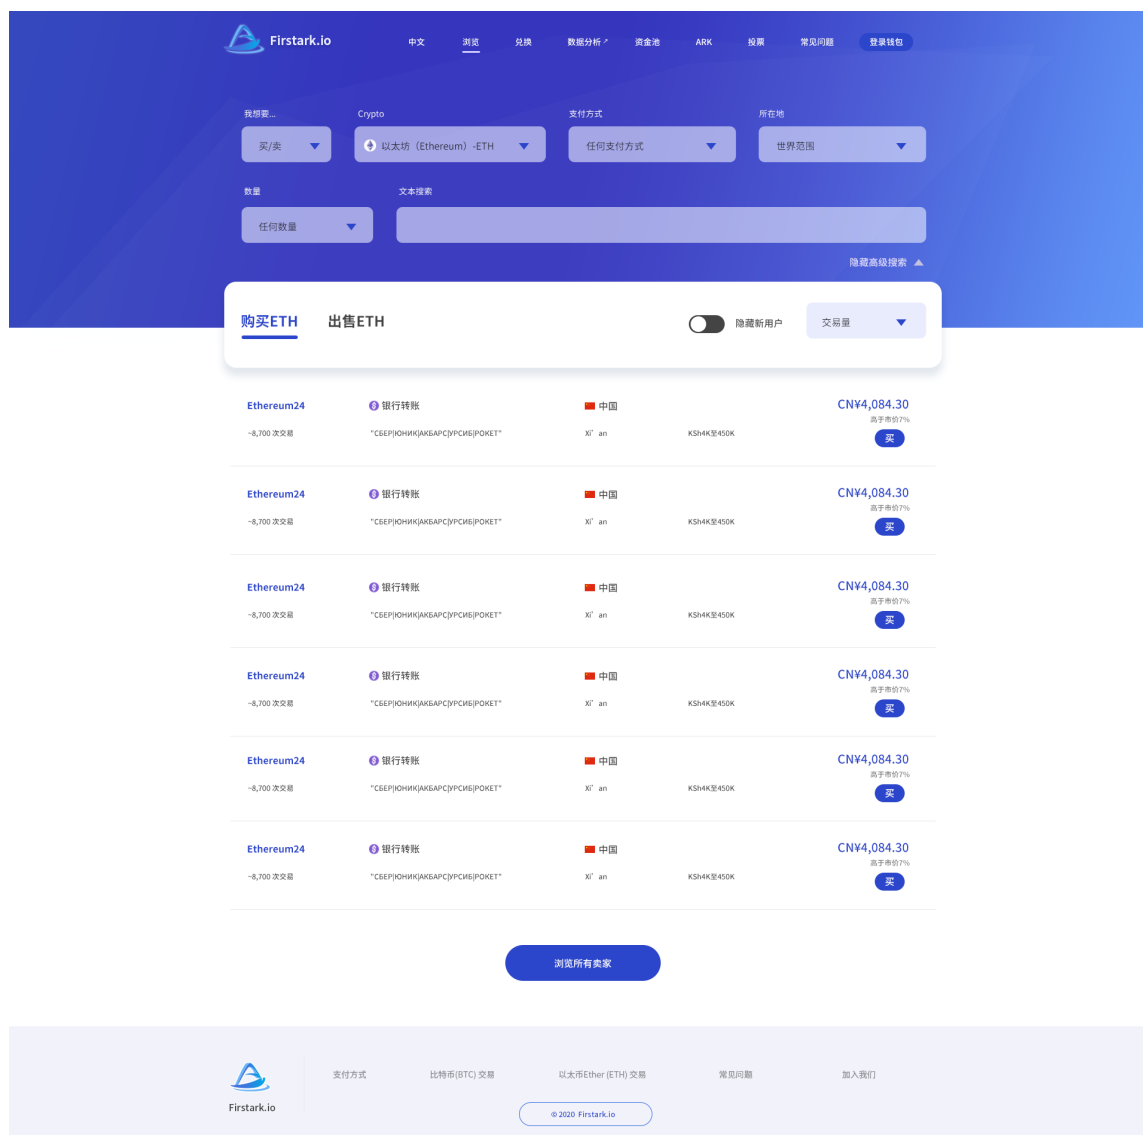 Firstark.io
中文 浏览 兑换 数据分析↗ 资金池 ARK 投票 常见问题 登录钱包
我想要... Crypto 支付方式 所在地
买/卖 以太坊（Ethereum）-ETH 任何支付方式 世界范围
数量 文本搜索
任何数量
隐藏高级搜索
购买ETH 出售ETH 隐藏新用户 交易量
Ethereum24 银行转账 中国 CN¥4,084.30
高于市价7%
~8,700 次交易 "СБЕР|ЮНИК|АКБАРС|УРСИБ|РОКЕТ" Xi' an KSh4K至450K 买
Ethereum24 银行转账 中国 CN¥4,084.30
高于市价7%
~8,700 次交易 "СБЕР|ЮНИК|АКБАРС|УРСИБ|РОКЕТ" Xi' an KSh4K至450K 买
Ethereum24 银行转账 中国 CN¥4,084.30
高于市价7%
~8,700 次交易 "СБЕР|ЮНИК|АКБАРС|УРСИБ|РОКЕТ" Xi' an KSh4K至450K 买
Ethereum24 银行转账 中国 CN¥4,084.30
高于市价7%
~8,700 次交易 "СБЕР|ЮНИК|АКБАРС|УРСИБ|РОКЕТ" Xi' an KSh4K至450K 买
Ethereum24 银行转账 中国 CN¥4,084.30
高于市价7%
~8,700 次交易 "СБЕР|ЮНИК|АКБАРС|УРСИБ|РОКЕТ" Xi' an KSh4K至450K 买
Ethereum24 银行转账 中国 CN¥4,084.30
高于市价7%
~8,700 次交易 "СБЕР|ЮНИК|АКБАРС|УРСИБ|РОКЕТ" Xi' an KSh4K至450K 买
浏览所有卖家
支付方式 比特币(BTC) 交易 以太币Ether (ETH) 交易 常见问题 加入我们
Firstark.io
© 2020 Firstark.io